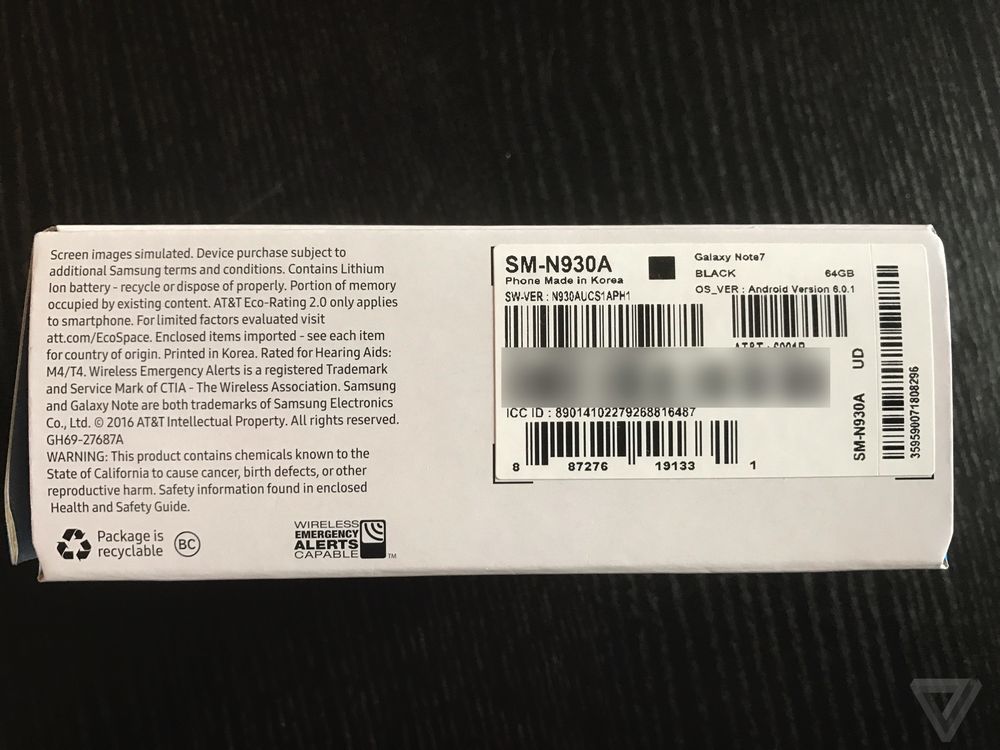 Screen images simulated. Device purchase subject to
additional Samsung terms and conditions. Contains Lithium
Ion battery - recycle or dispose of properly. Portion of memory
occupied by existing content. AT&T Eco-Rating 2.0 only applies
to smartphone. For limited factors evaluated visit
att.com/EcoSpace. Enclosed items imported - see each item
for country of origin. Printed in Korea. Rated for Hearing Aids:
M4/T4. Wireless Emergency Alerts is a registered Trademark
and Service Mark of CTIA - The Wireless Association. Samsung
and Galaxy Note are both trademarks of Samsung Electronics
Co., Ltd. © 2016 AT&T Intellectual Property. All rights reserved.
GH69-27687A
WARNING: This product contains chemicals known to the
State of California to cause cancer, birth defects, or other
reproductive harm. Safety information found in enclosed
Health and Safety Guide.
Package is
recyclable
BC
WIRELESS
EMERGENCY
ALERTS
CAPABLE
TM
SM-N930A
Phone Made in Korea
SW-VER : N930AUCS1APH1
Galaxy Note7
BLACK 64GB
OS_VER : Android Version 6.0.1
ICC ID : 89014102279268816487
8 87276 19133 1
SM-N930A UD
359590071808296